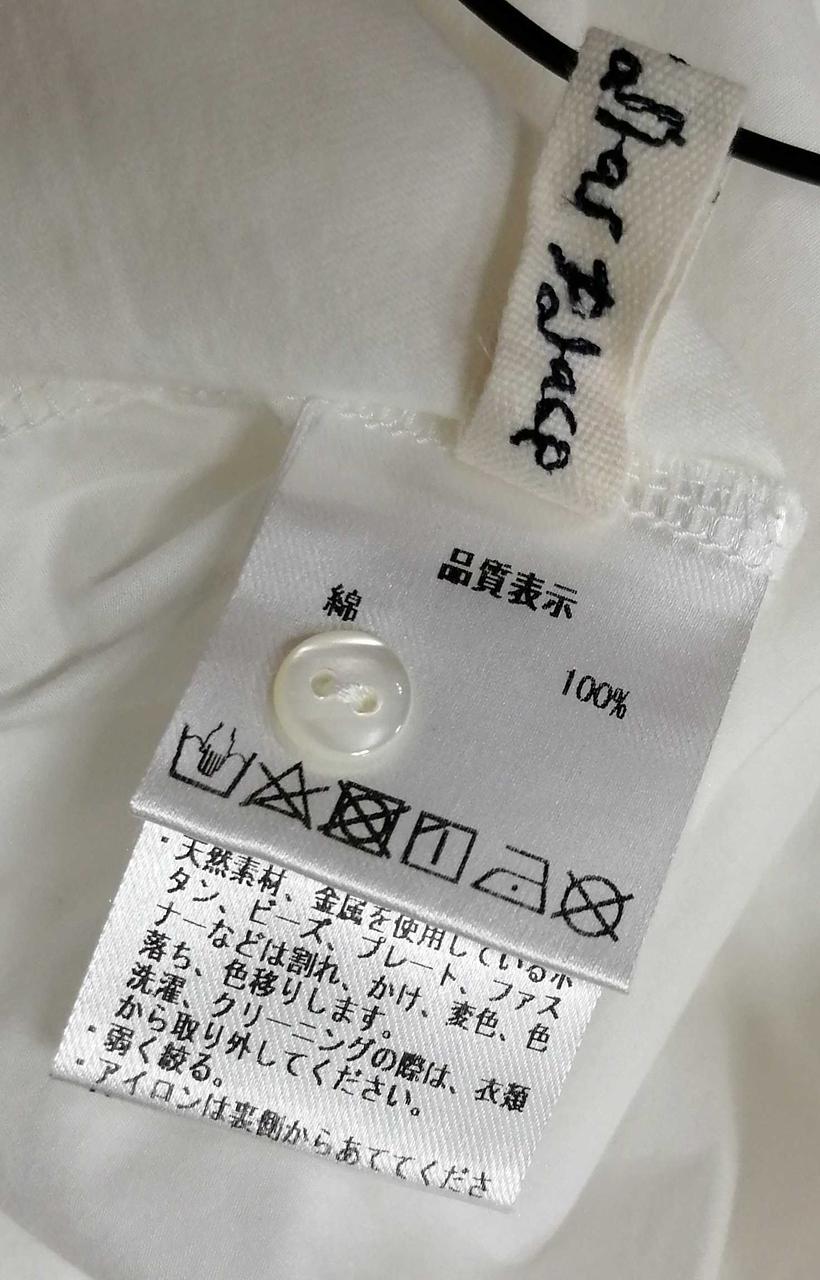 品質表示
綿
100%
・天然素材、金属を使用しているボ
タン、ビーズ、プレート、ファス
ナーなどは割れ、かけ、変色、色
落ち、色移りします。
洗濯、クリーニングの際は、衣類
から取り外してください。
・弱く絞る。
・アイロンは裏側からあててくださ